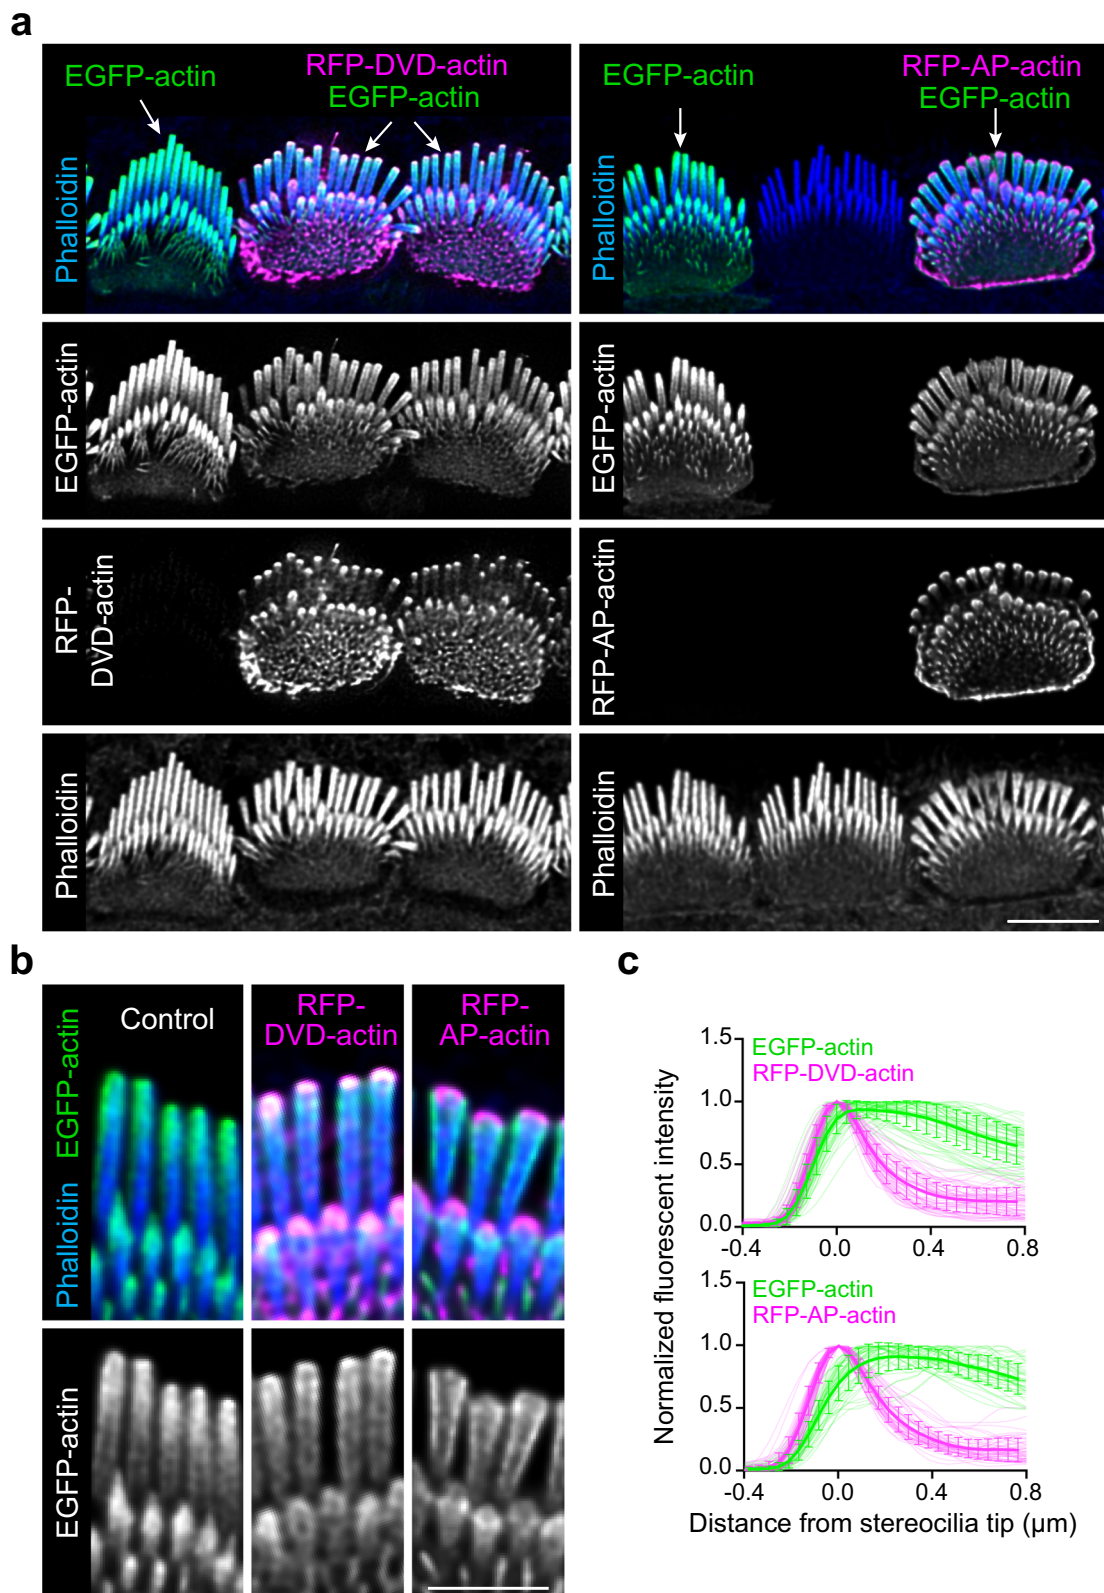 a
EGFP-actin
RFP-DVD-actin
EGFP-actin
Phalloidin
EGFP-actin
RFP-AP-actin
EGFP-actin
Phalloidin
EGFP-actin
EGFP-actin
RFP-
DVD-actin
RFP-AP-actin
Phalloidin
Phalloidin
b
Phalloidin EGFP-actin
Control
RFP-
DVD-actin
RFP-
AP-actin
EGFP-actin
c
Normalized fluorescent intensity
1.5
1.0
0.5
0.0
EGFP-actin
RFP-DVD-actin
-0.4 0.0 0.4 0.8
1.5
1.0
0.5
0.0
EGFP-actin
RFP-AP-actin
-0.4 0.0 0.4 0.8
Distance from stereocilia tip (µm)